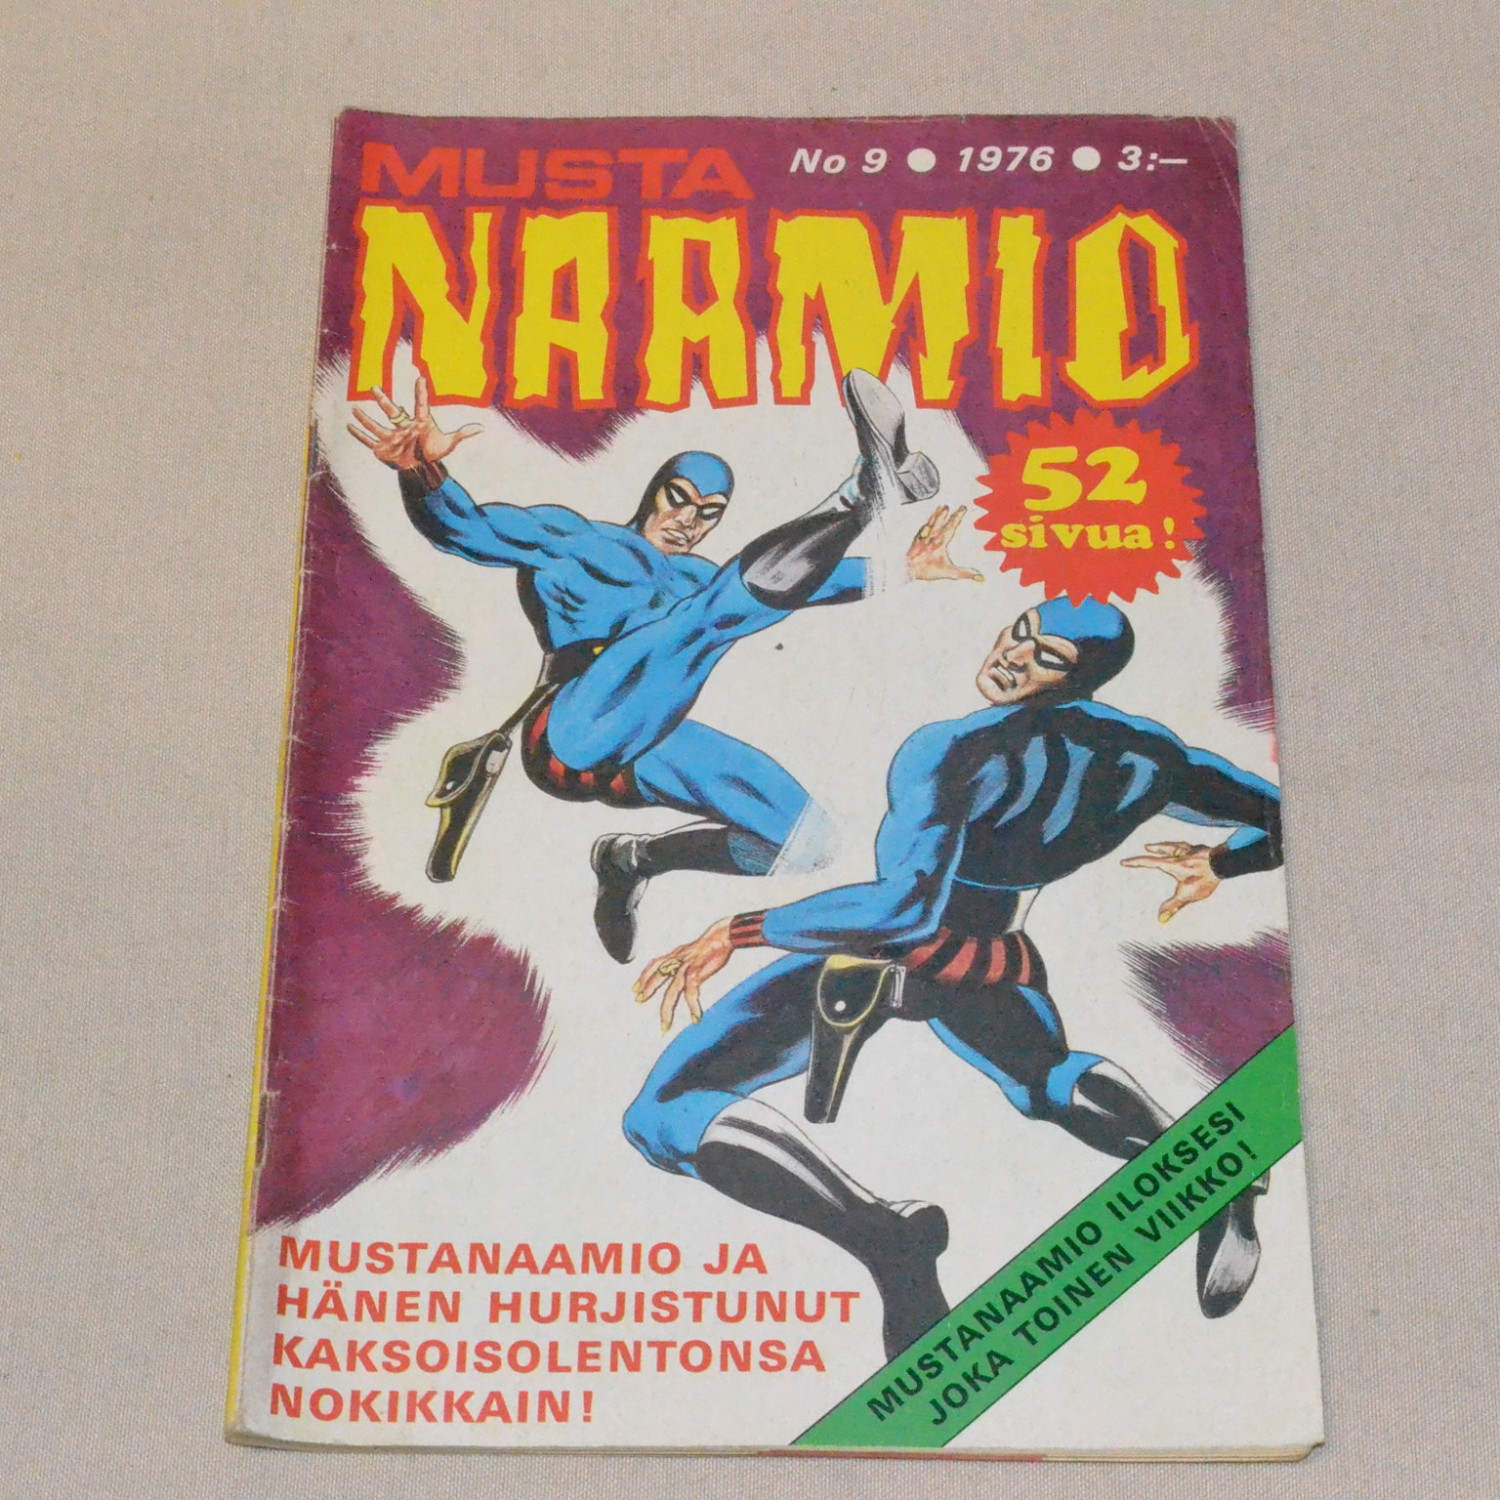 MUSTA
No 9 ● 1976 ● 3:—
NAAMIO
52
sivua!
MUSTANAAMIO JA
HÄNEN HURJISTUNUT
KAKSOISOLENTONSA
NOKIKKAIN!
MUSTANAAMIO ILOKSESI
JOKA TOINEN VIIKKO!